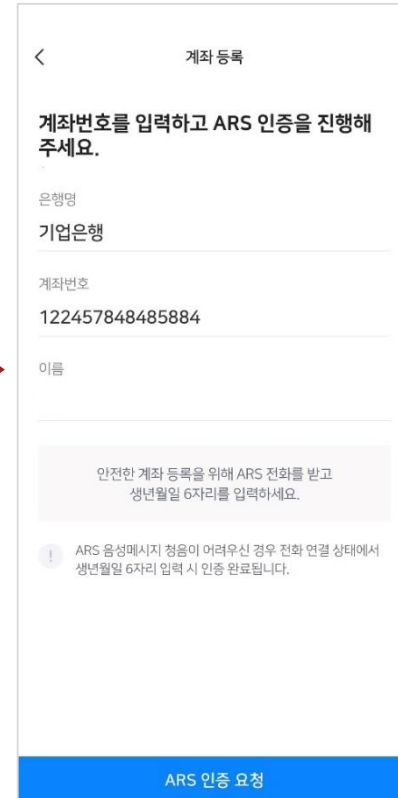 계좌 등록
계좌번호를 입력하고 ARS 인증을 진행해
주세요.
은행명
기업은행
계좌번호
122457848485884
이름
안전한 계좌 등록을 위해 ARS 전화를 받고
생년월일 6자리를 입력하세요.
! ARS 음성메시지 청음이 어려우신 경우 전화 연결 상태에서
생년월일 6자리 입력 시 인증 완료됩니다.
ARS 인증 요청